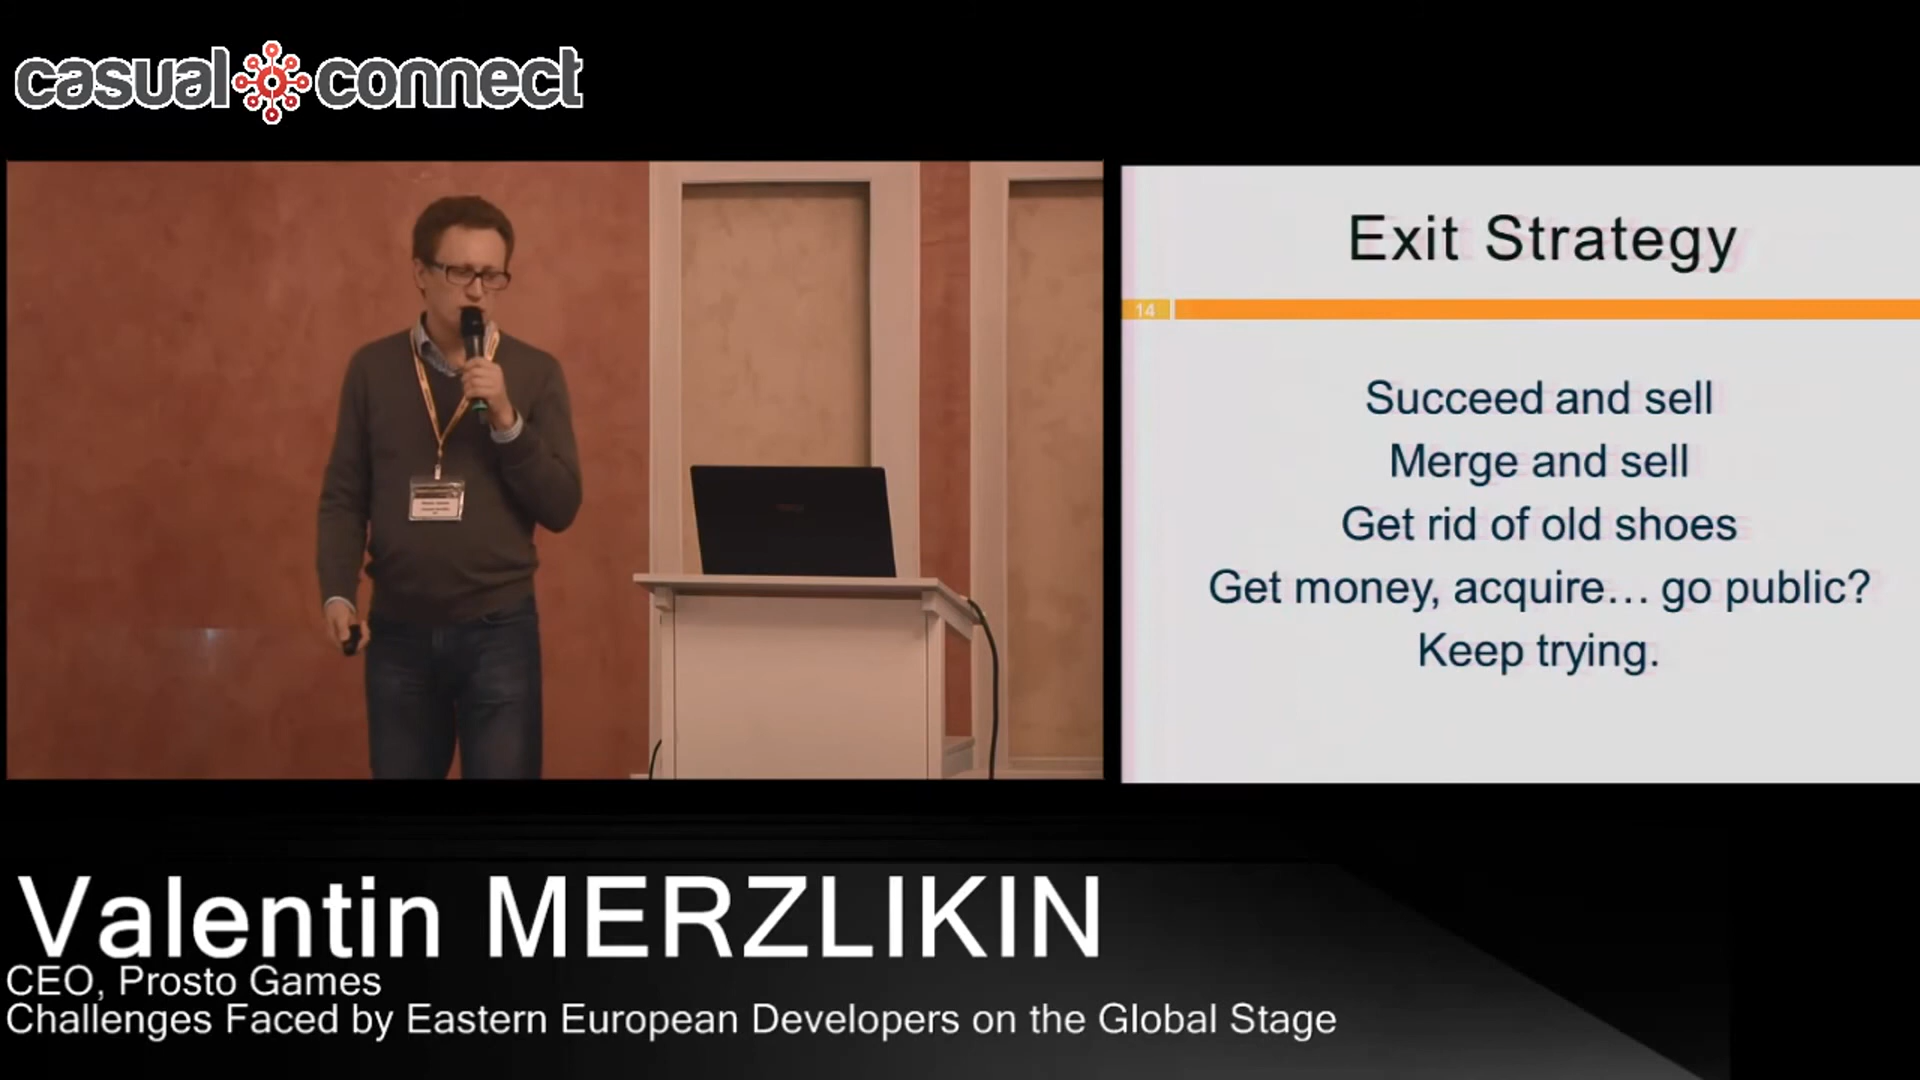 casual connect
Exit Strategy
14
Succeed and sell
Merge and sell
Get rid of old shoes
Get money, acquire... go public?
Keep trying.
Valentin MERZLIKIN
CEO, Prosto Games
Challenges Faced by Eastern European Developers on the Global Stage